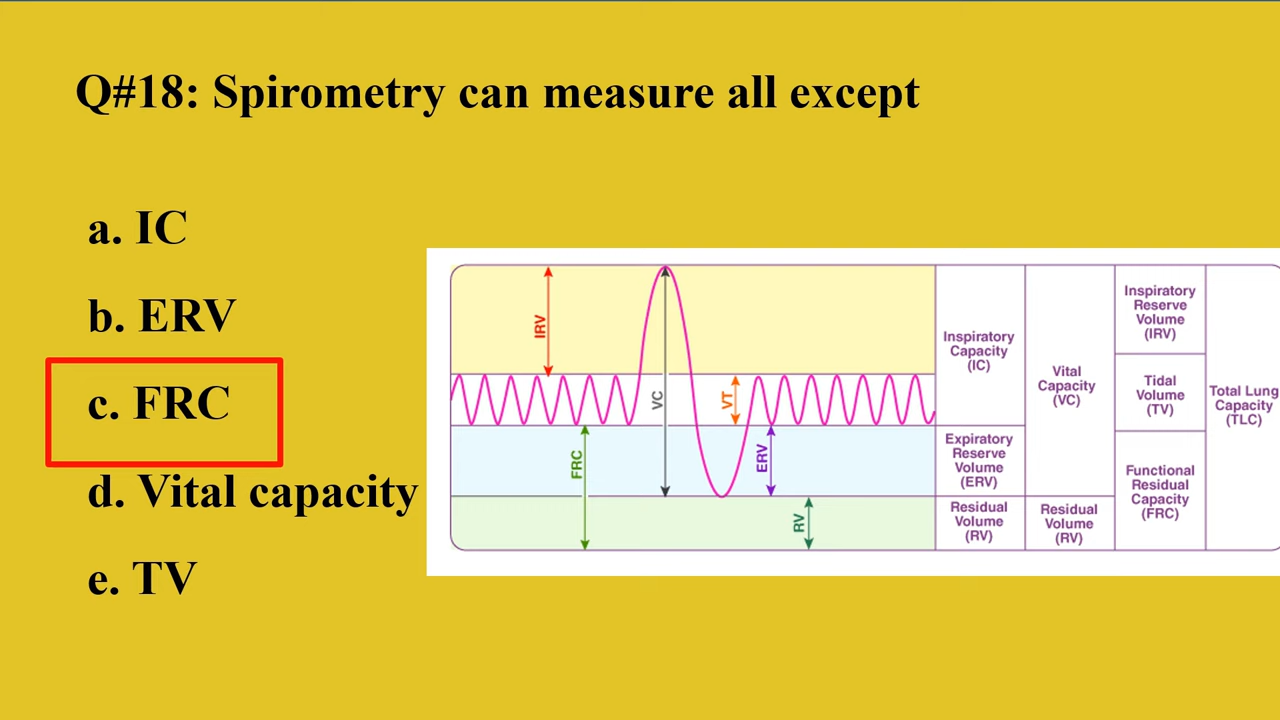 Q#18: Spirometry can measure all except
a. IC
b. ERV
c. FRC
d. Vital capacity
e. TV
IRV
VC
VT
FRC
ERV
RV
Inspiratory
Capacity
(IC)
Expiratory
Reserve
Volume
(ERV)
Residual
Volume
(RV)
Vital
Capacity
(VC)
Residual
Volume
(RV)
Inspiratory
Reserve
Volume
(IRV)
Tidal
Volume
(TV)
Functional
Residual
Capacity
(FRC)
Total Lung
Capacity
(TLC)